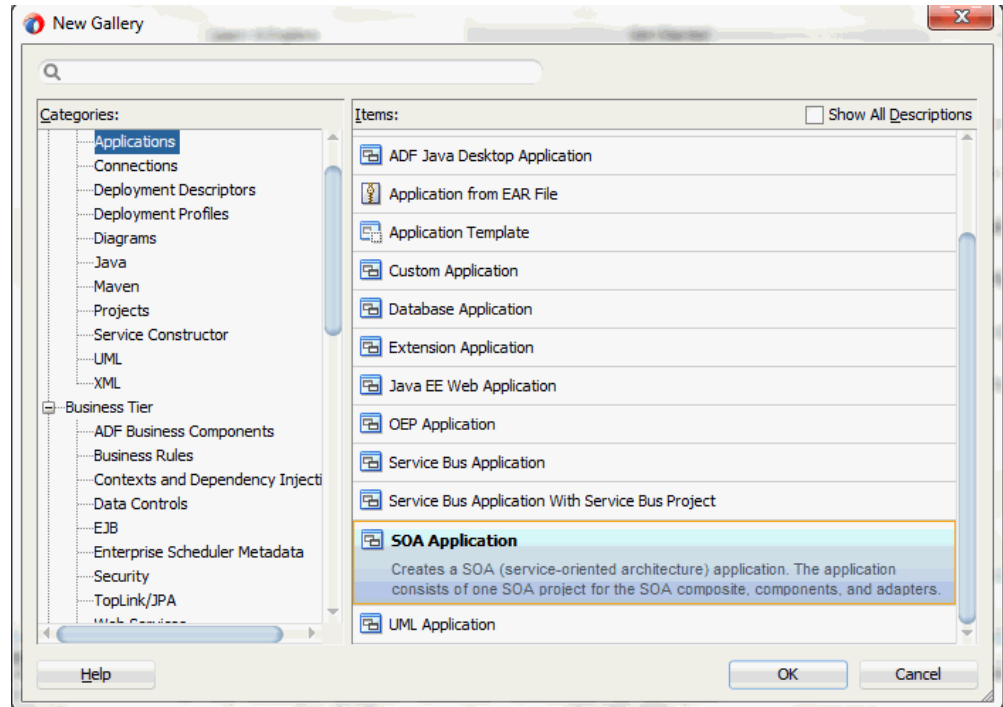 New Gallery
Categories:
Applications
Connections
Deployment Descriptors
Deployment Profiles
Diagrams
Java
Maven
Projects
Service Constructor
UML
XML
Business Tier
ADF Business Components
Business Rules
Contexts and Dependency Injecti
Data Controls
EJB
Enterprise Scheduler Metadata
Security
TopLink/JPA
Items:
Show All Descriptions
ADF Java Desktop Application
Application from EAR File
Application Template
Custom Application
Database Application
Extension Application
Java EE Web Application
OEP Application
Service Bus Application
Service Bus Application With Service Bus Project
SOA Application
Creates a SOA (service-oriented architecture) application. The application
consists of one SOA project for the SOA composite, components, and adapters.
UML Application
Help
OK
Cancel